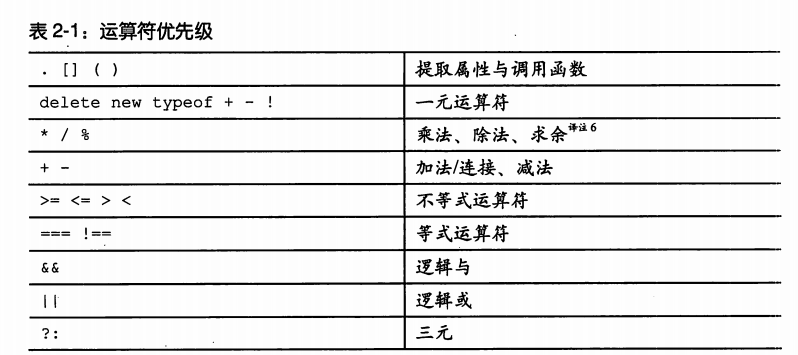 表 2-1：运算符优先级
. [] ( ) 提取属性与调用函数
delete new typeof + - ! 一元运算符
* / % 乘法、除法、求余译注6
+ - 加法/连接、减法
>= <= > < 不等式运算符
=== !== 等式运算符
&& 逻辑与
|| 逻辑或
?: 三元